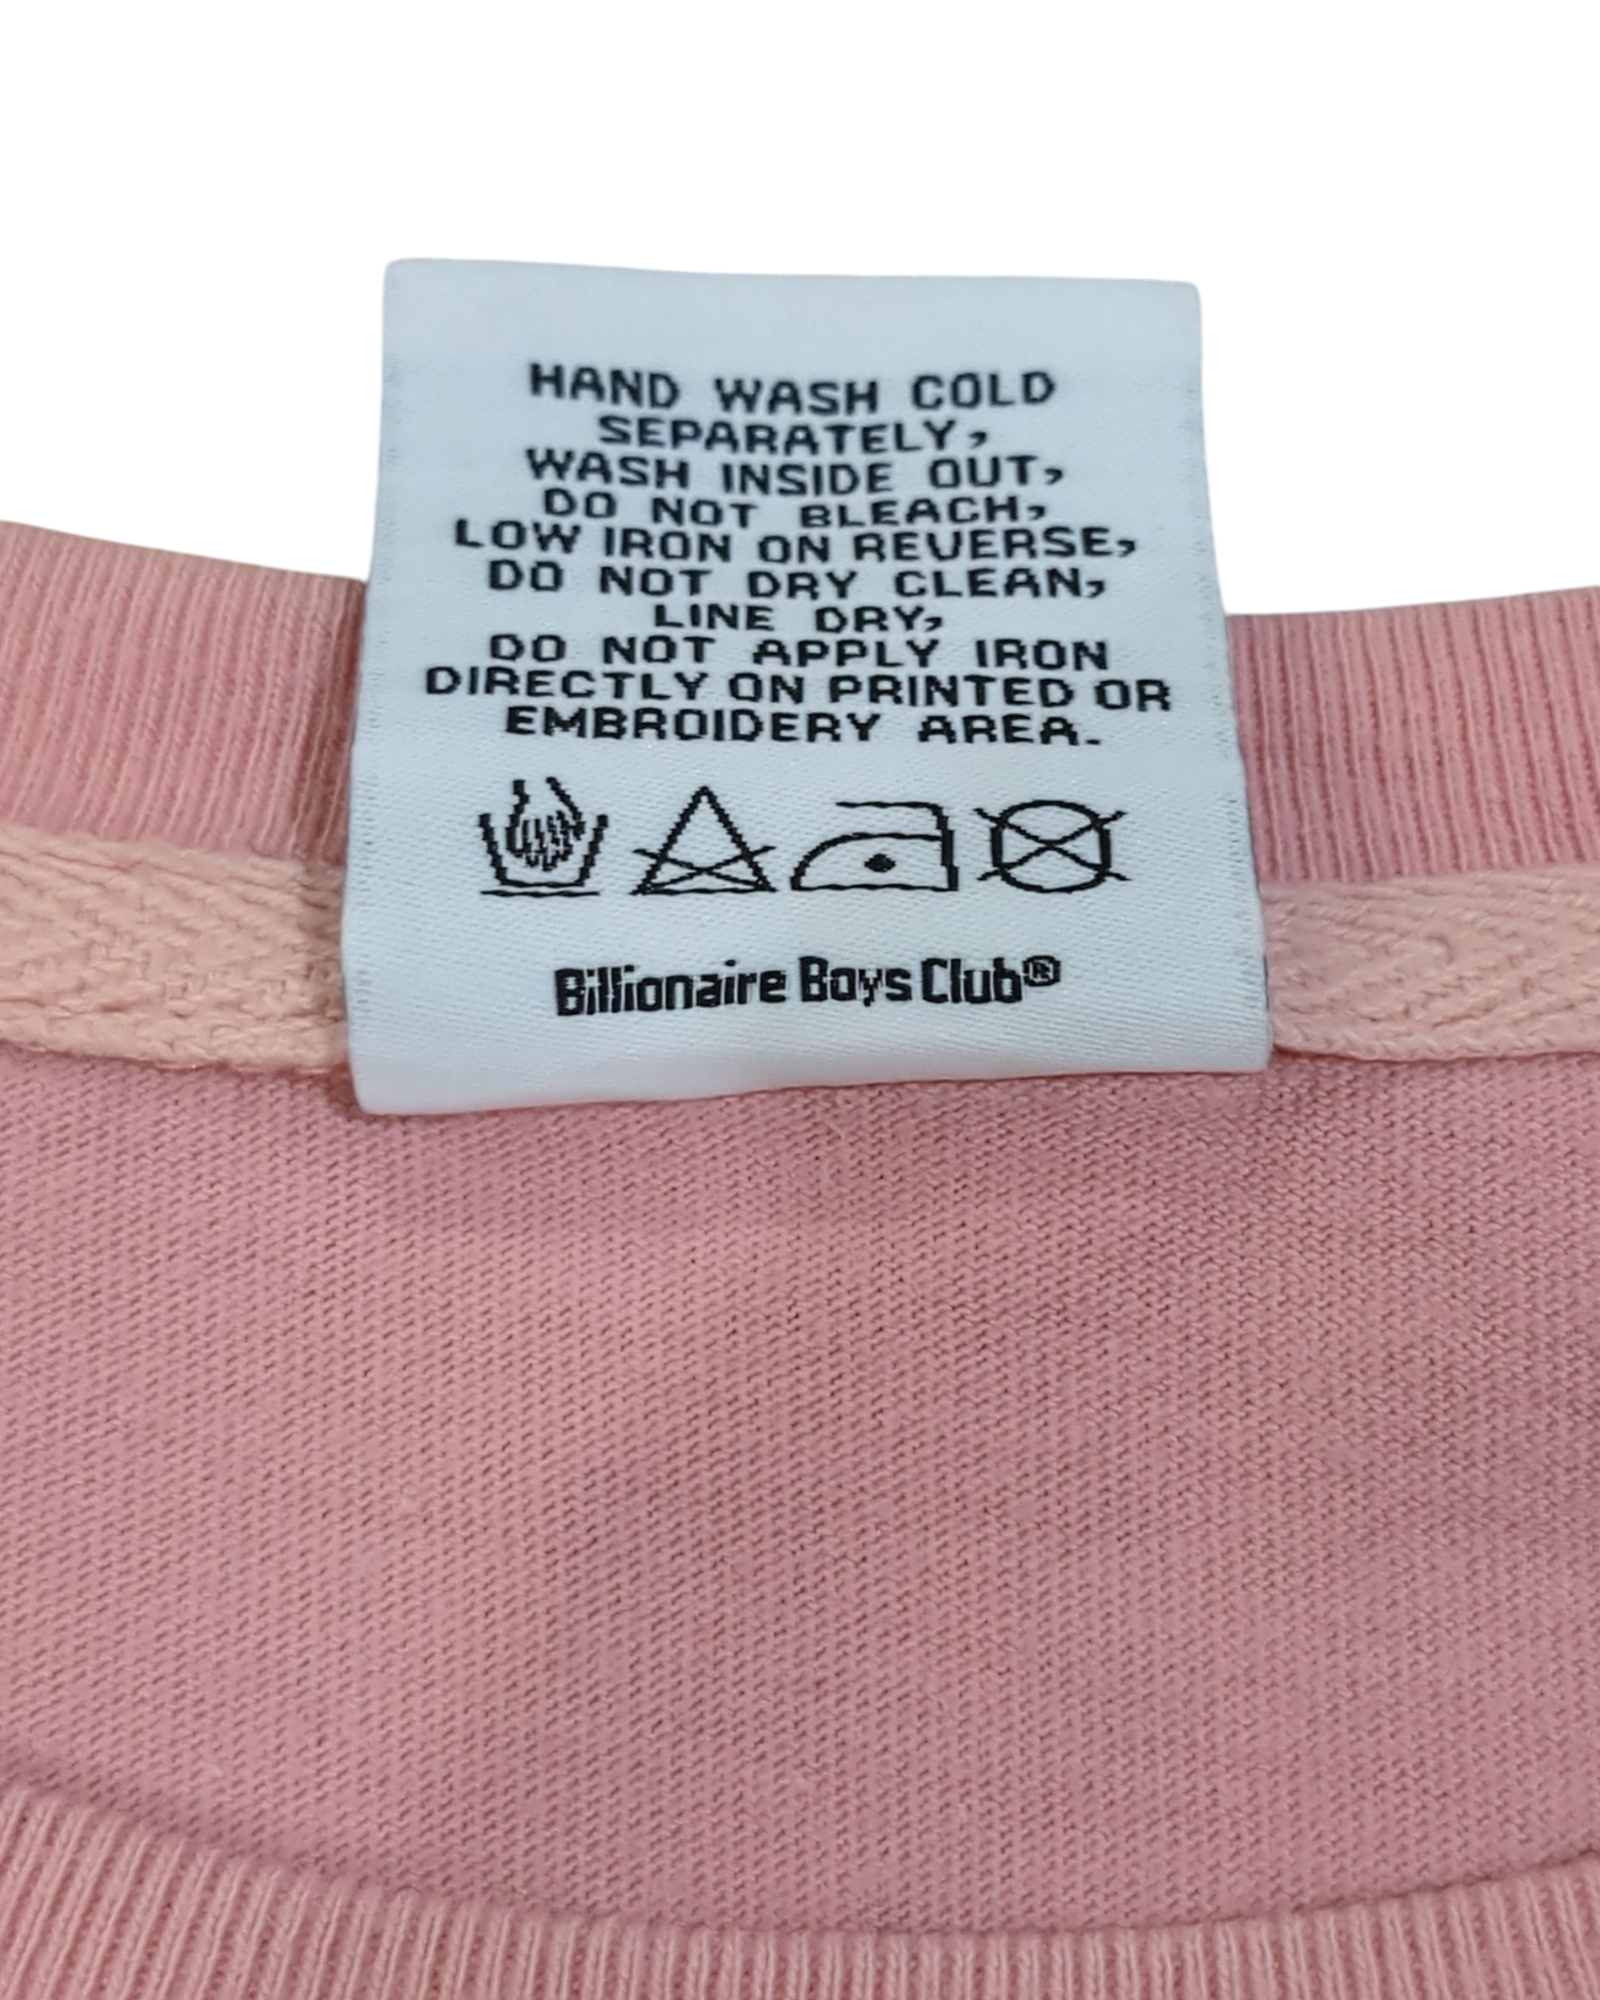 HAND WASH COLD
SEPARATELY,
WASH INSIDE OUT,
DO NOT BLEACH,
LOW IRON ON REVERSE,
DO NOT DRY CLEAN,
LINE DRY,
DO NOT APPLY IRON
DIRECTLY ON PRINTED OR
EMBROIDERY AREA.
Billionaire Boys Club®